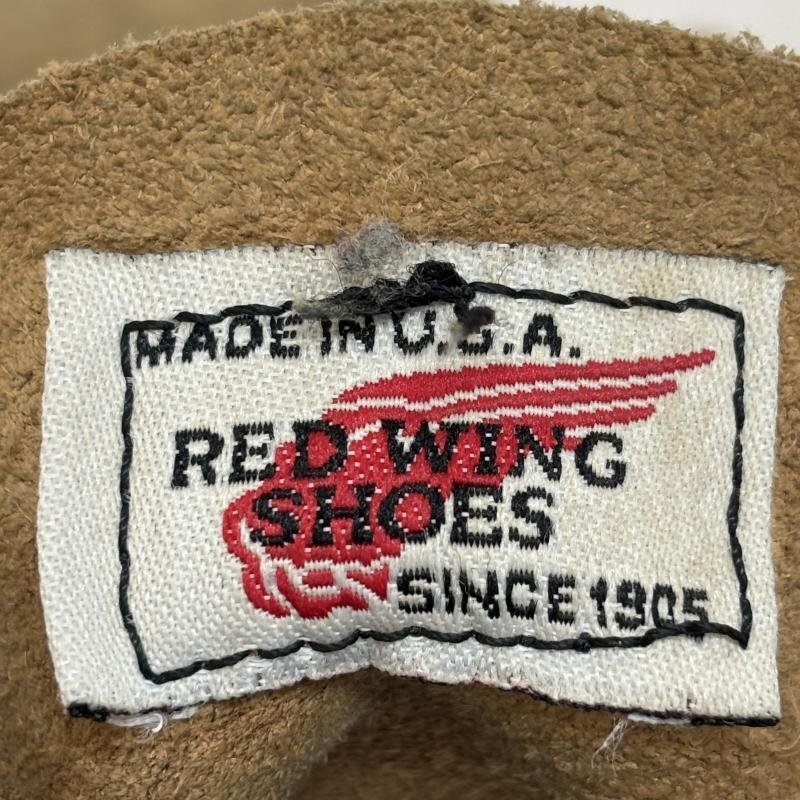 MADE IN U.S.A.
RED WING
SHOES
SINCE 1905